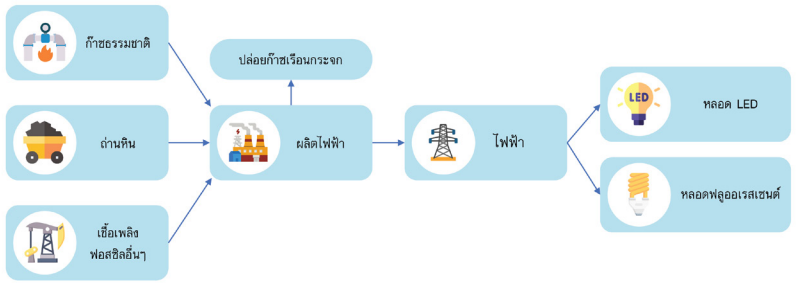 ก๊าซธรรมชาติ
ปล่อยก๊าซเรือนกระจก
LED
หลอด LED
ถ่านหิน
ผลิตไฟฟ้า
ไฟฟ้า
หลอดฟลูออเรสเซนต์
เชื้อเพลิง
ฟอสซิลอื่นๆ